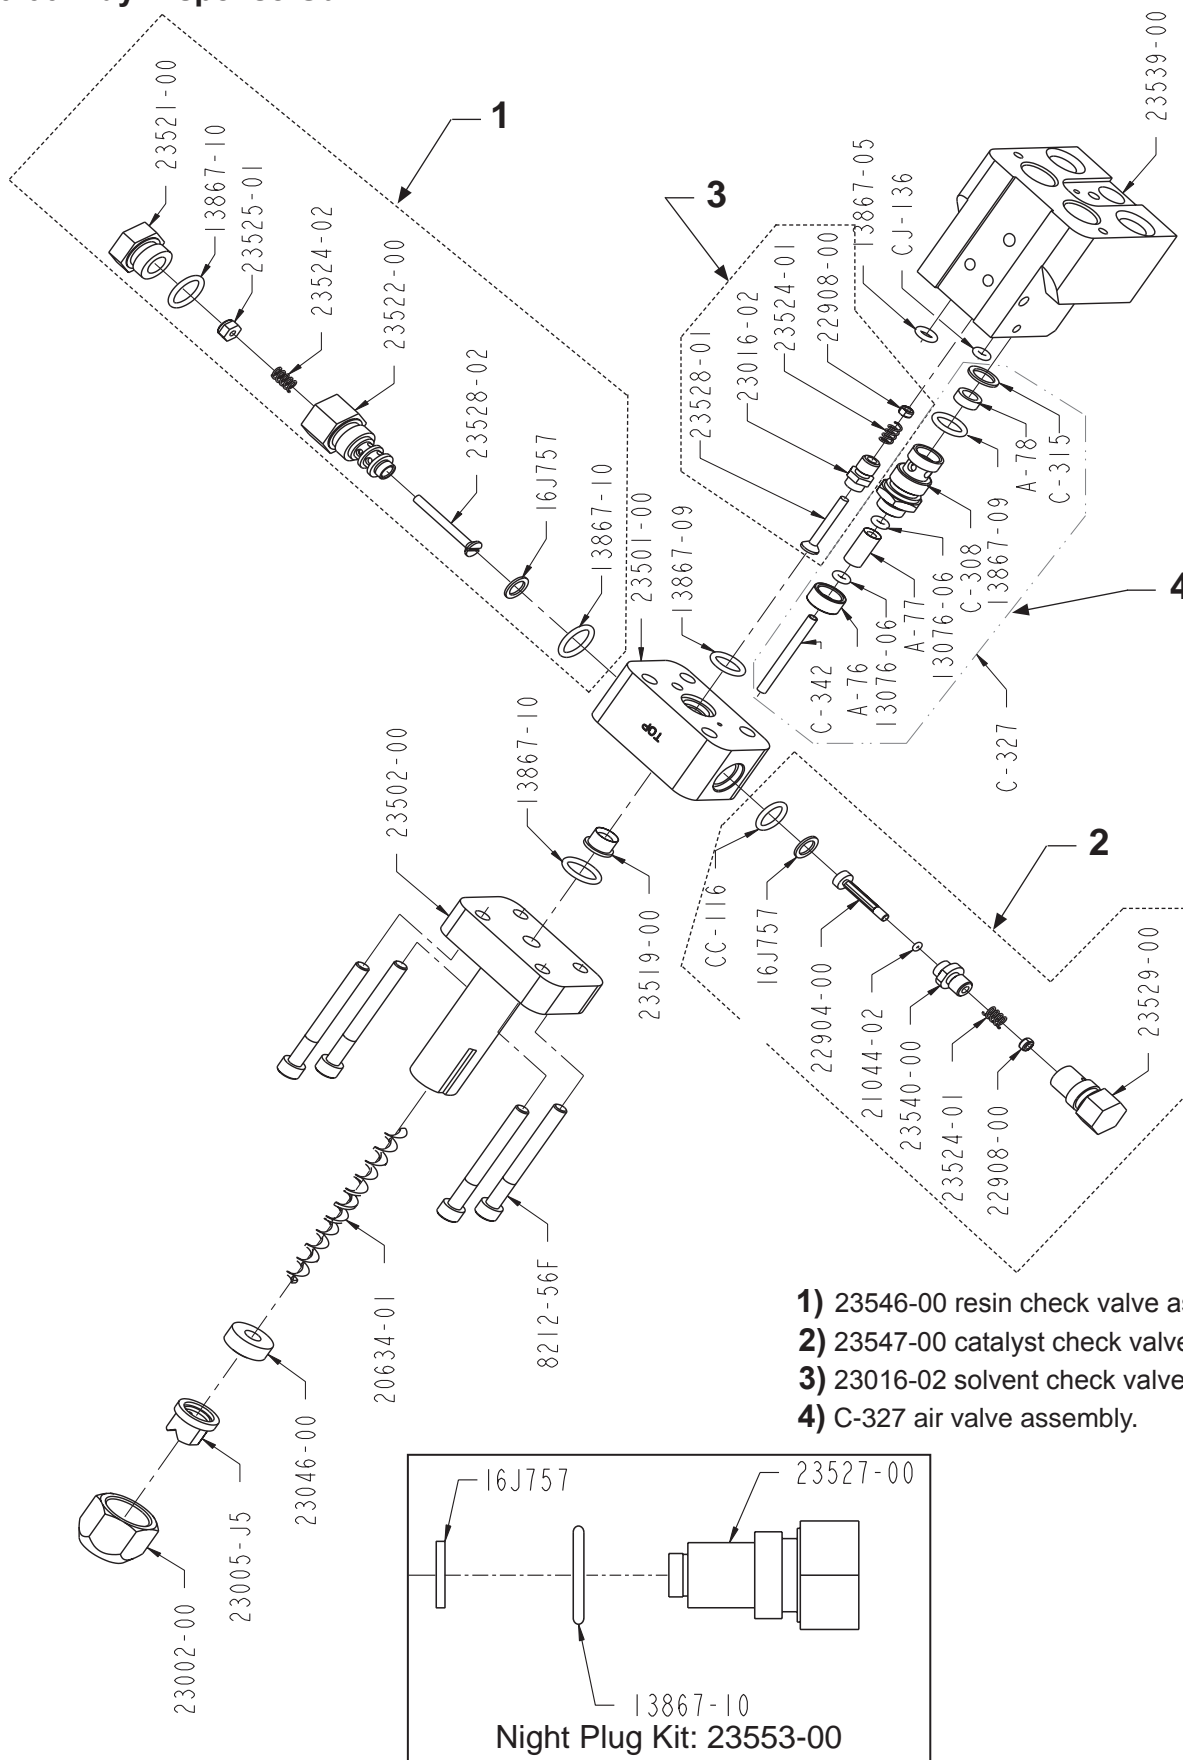 1
23521-00
13867-10
23525-01
23524-02
23522-00
23528-02
16J757
13867-10
23501-00
13867-09
3
23528-01
23016-02
23524-01
22908-00
13867-05
CJ-136
23539-00
C-315
A-78
13867-09
C-308
13076-06
A-77
13076-06
A-76
C-342
4
C-327
TOP
23502-00
13867-10
23519-00
CC-116
16J757
22904-00
21044-02
23540-00
23524-01
22908-00
2
23529-00
8212-56F
20634-01
23046-00
23005-J5
23002-00
1) 23546-00 resin check valve
2) 23547-00 catalyst check valve
3) 23016-02 solvent check valve
4) C-327 air valve assembly.
16J757
23527-00
13867-10
Night Plug Kit: 23553-00